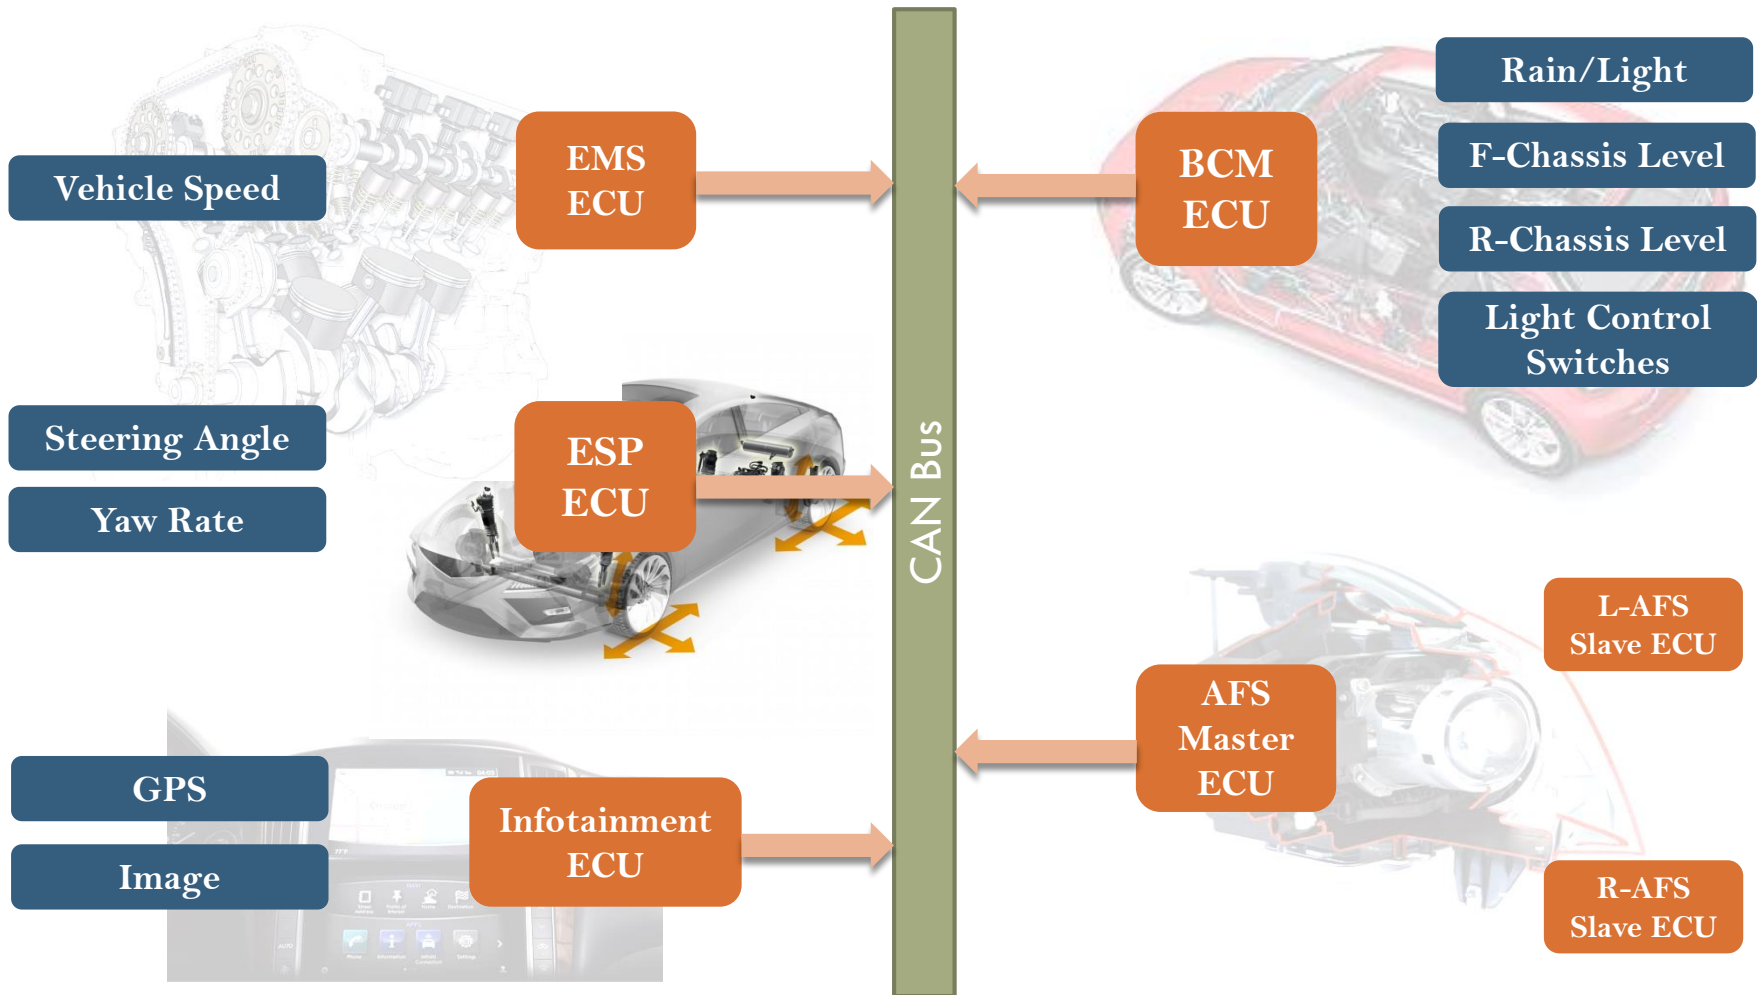 Vehicle Speed
EMS
ECU
Steering Angle
Yaw Rate
ESP
ECU
GPS
Image
Infotainment
ECU
CAN Bus
BCM
ECU
Rain/Light
F-Chassis Level
R-Chassis Level
Light Control
Switches
AFS
Master
ECU
L-AFS
Slave ECU
R-AFS
Slave ECU